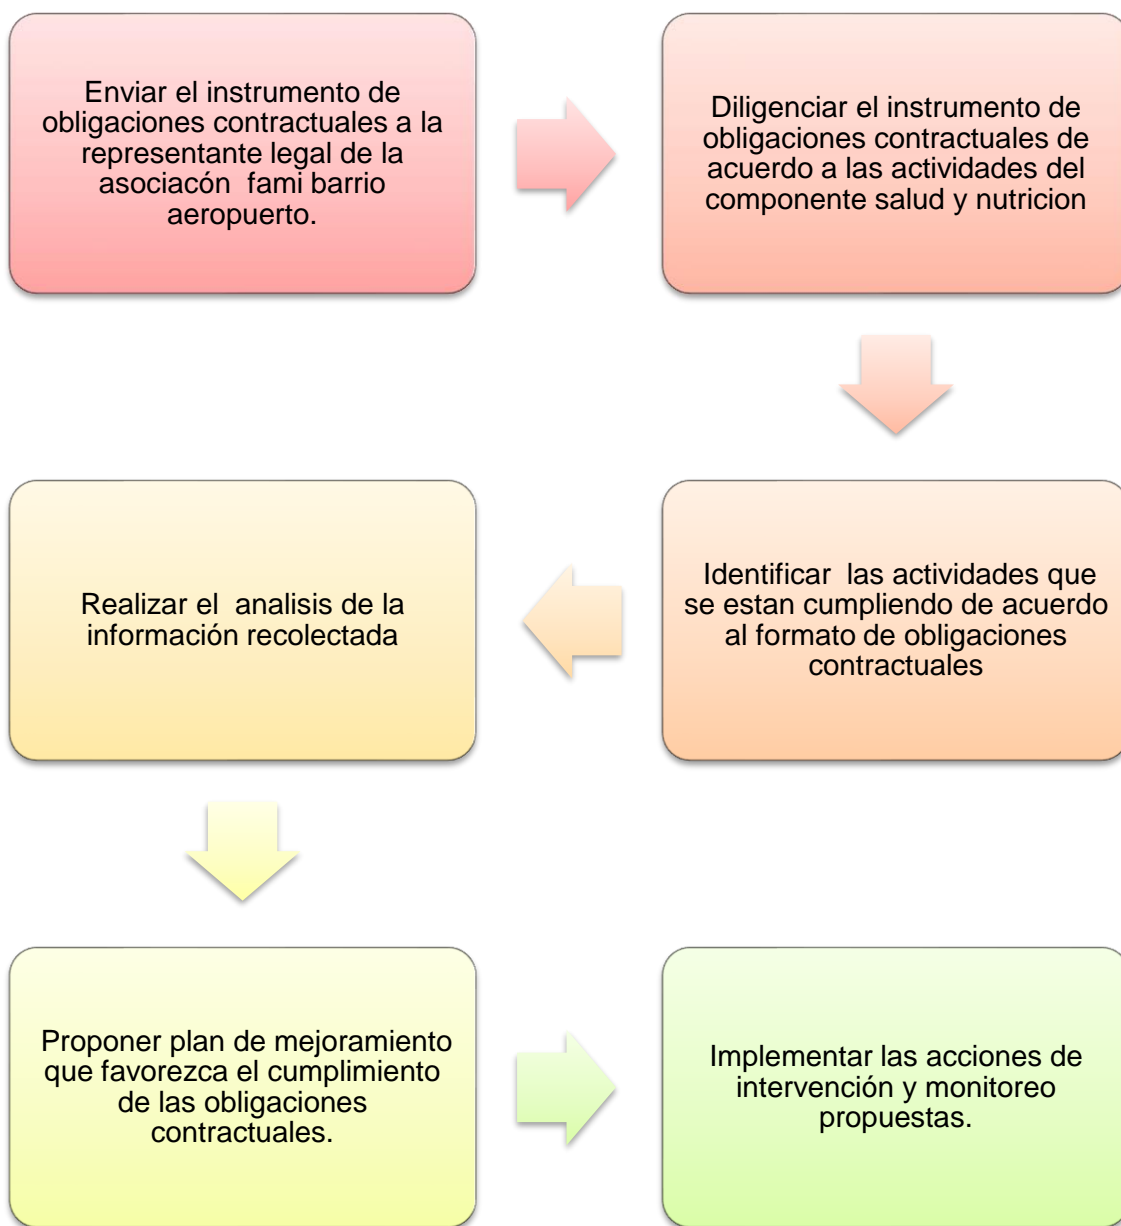 Enviar el instrumento de
obligaciones contractuales a la
representante legal de la
asociacón fami barrio
aeropuerto.
Diligenciar el instrumento de
obligaciones contractuales de
acuerdo a las actividades del
componente salud y nutricion
Identificar las actividades que
se estan cumpliendo de acuerdo
al formato de obligaciones
contractuales
Realizar el analisis de la
información recolectada
Proponer plan de mejoramiento
que favorezca el cumplimiento
de las obligaciones
contractuales.
Implementar las acciones de
intervención y monitoreo
propuestas.